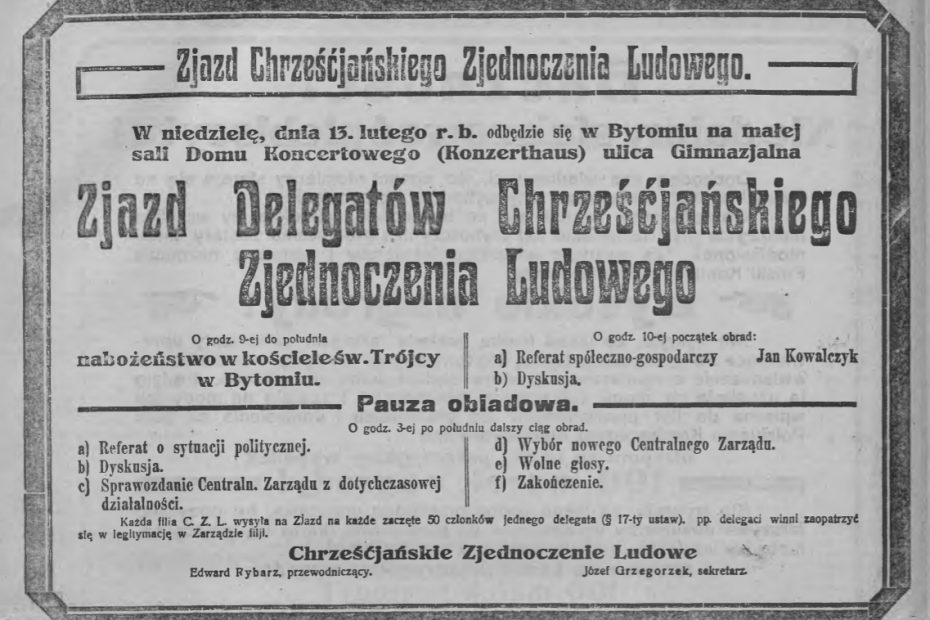 Zjazd Chrześćjańskiego Zjednoczenia Ludowego.
W niedzielę, dnia 13. lutego r. b. odbędzie się w Bytomiu na małej
sali Domu Koncertowego (Konzerthaus) ulica Gimnazjalna
Zjazd Delegatów Chrześćjańskiego
Zjednoczenia Ludowego
O godz. 9-ej do południa
nabożeństwo w kościele św. Trójcy
w Bytomiu.
O godz. 10-ej początek obrad:
a) Referat spółeczno-gospodarczy Jan Kowalczyk
b) Dyskusja.
Pauza obiadowa.
O godz. 3-ej po południu dalszy ciąg obrad.
a) Referat o sytuacji politycznej.
b) Dyskusja.
c) Sprawozdanie Centraln. Zarządu z dotychczasowej
działalności.
d) Wybór nowego Centralnego Zarządu.
e) Wolne głosy.
f) Zakończenie.
Każda filia C. Z. L. wysyła na Zjazd na każde zaczęte 50 członków jednego delegata (§ 17-ty ustaw). pp. delegaci winni zaopatrzyć
się w legitymację w Zarządzie filji.
Chrześćjańskie Zjednoczenie Ludowe
Edward Rybarz, przewodniczący.
Józef Grzegorzek, sekretarz.